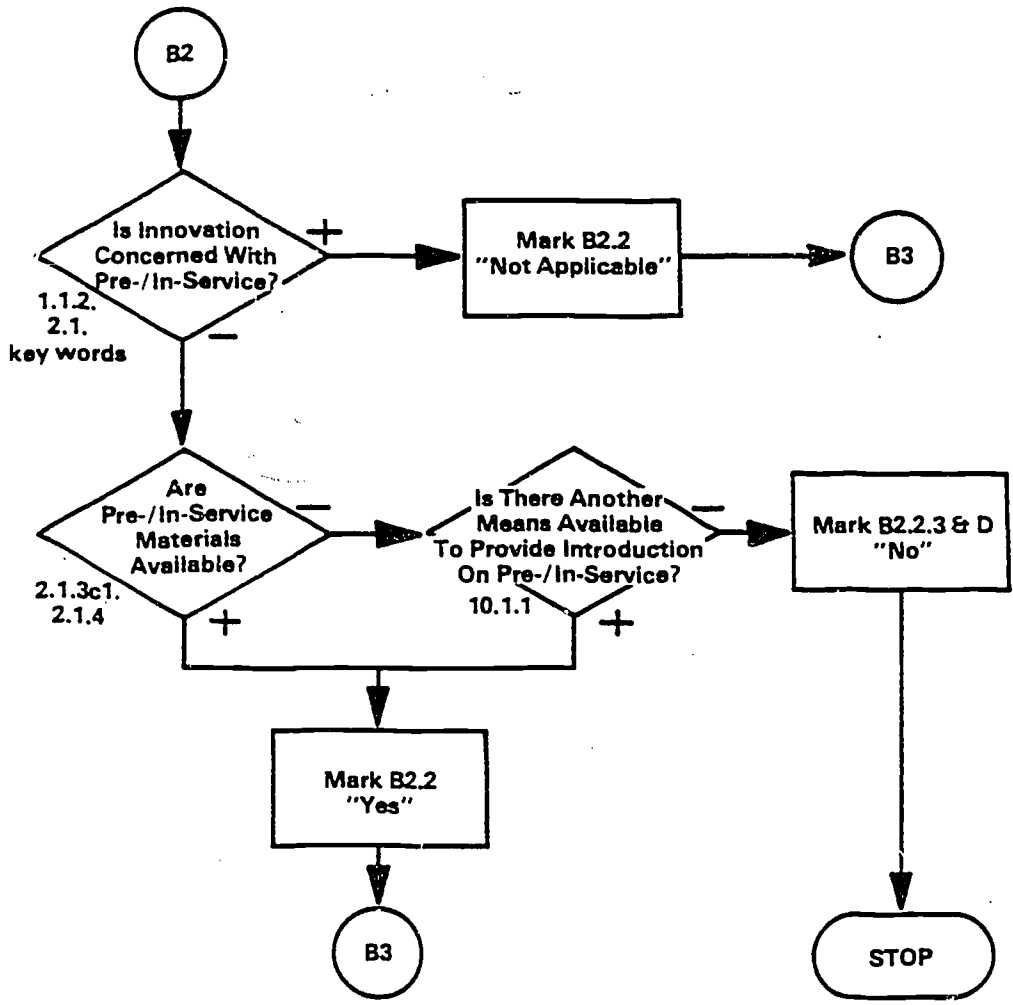 B2
Is Innovation
Concerned With
Pre-/In-Service?
+
1.1.2.
2.1.
key words
−
Mark B2.2
"Not Applicable"
B3
Are
Pre-/In-Service
Materials
Available?
−
2.1.3c1.
2.1.4
+
Is There Another
Means Available
To Provide Introduction
On Pre-/In-Service?
−
10.1.1
+
Mark B2.2.3 & D
"No"
Mark B2.2
"Yes"
B3
STOP